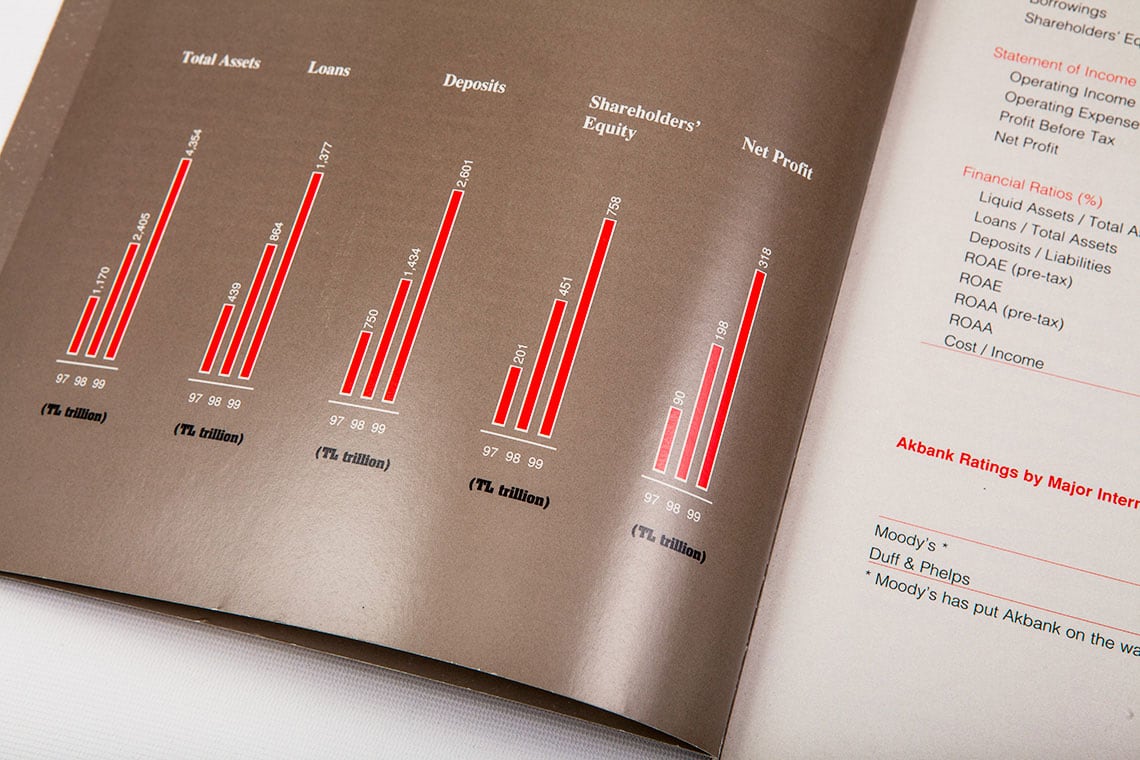 Total Assets
4,354
2,405
1,170
97 98 99
(TL trillion)
Loans
1,377
864
439
97 98 99
(TL trillion)
Deposits
2,601
1,434
750
97 98 99
(TL trillion)
Shareholders'
Equity
758
451
201
97 98 99
(TL trillion)
Net Profit
318
198
90
97 98 99
(TL trillion)
Borrowings
Shareholders'
Statement of Income
Operating Income
Operating Expense
Profit Before Tax
Net Profit
Financial Ratios (%)
Liquid Assets / Total
Loans / Total Assets
Deposits / Liabilities
ROAE (pre-tax)
ROAE
ROAA (pre-tax)
ROAA
Cost / Income
Akbank Ratings by Major
Moody's *
Duff & Phelps
* Moody's has put Akbank on the